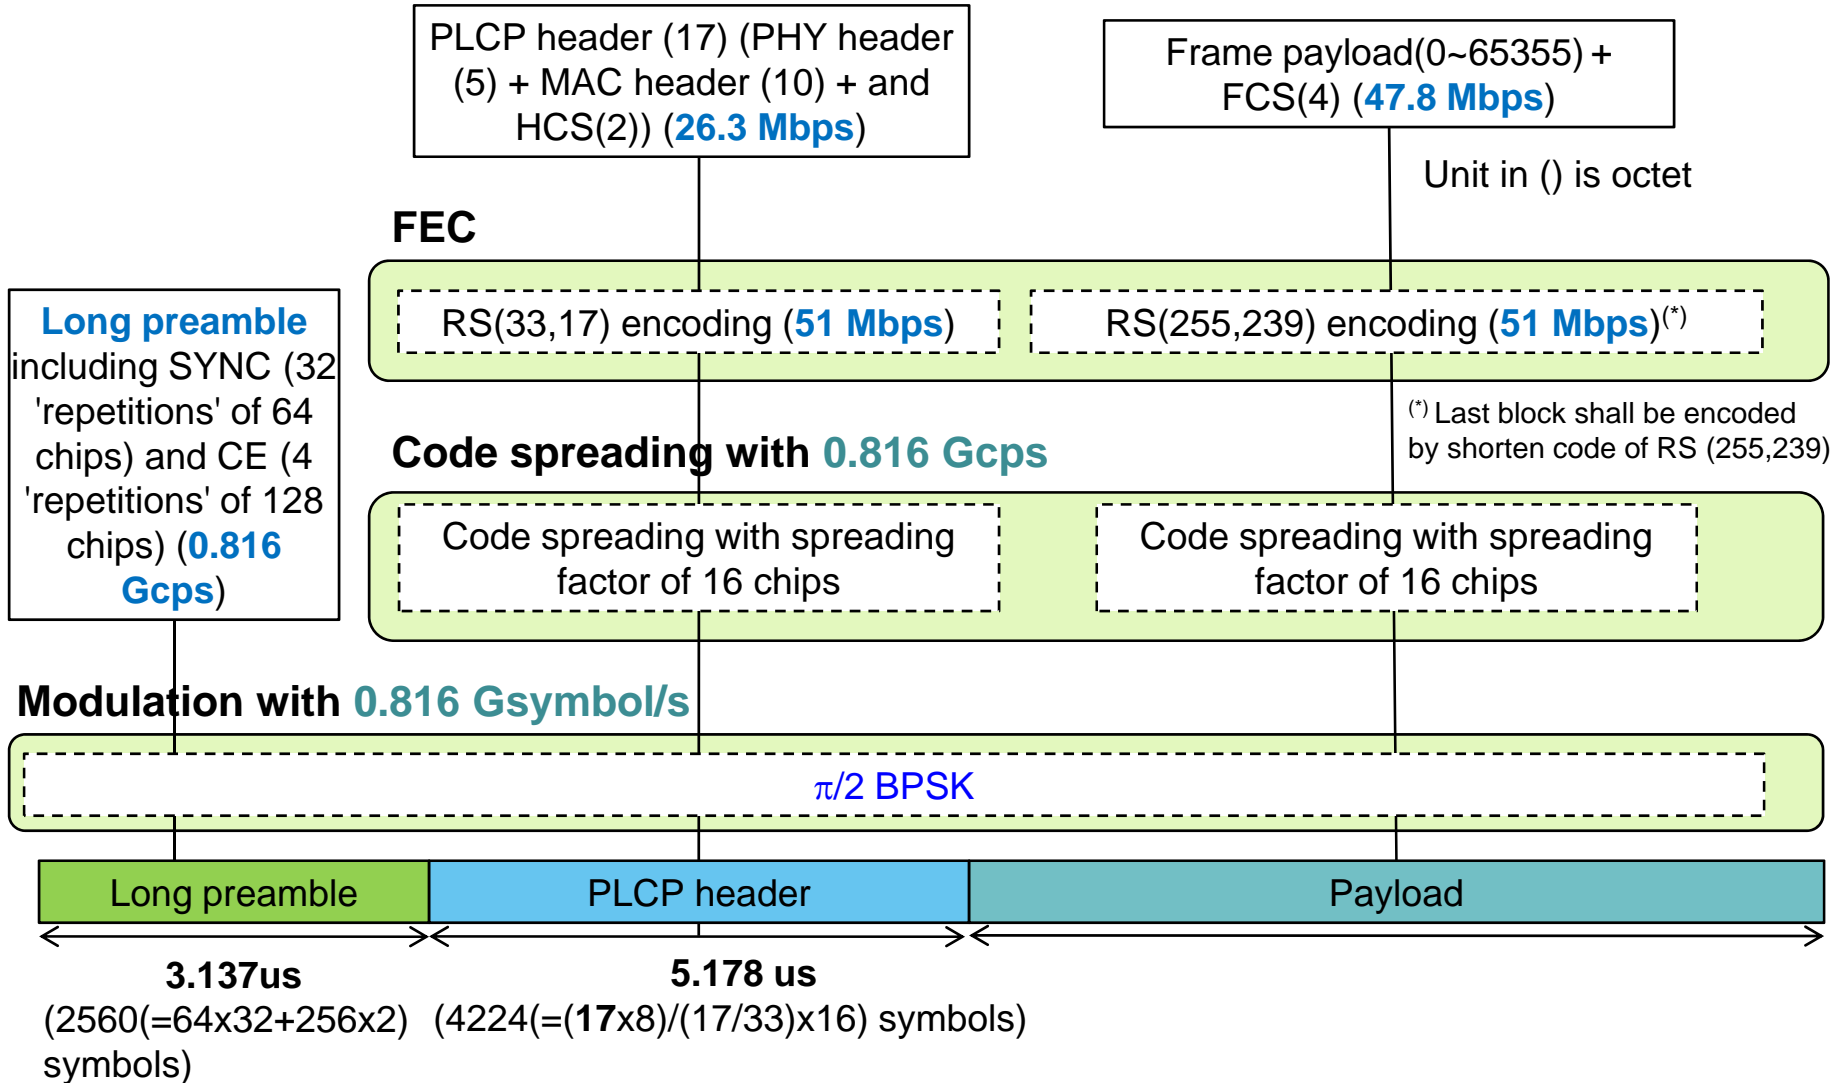 PLCP header (17) (PHY header
(5) + MAC header (10) + and
HCS(2)) (26.3 Mbps)
Frame payload(0~65355) +
FCS(4) (47.8 Mbps)
Unit in () is octet
FEC
RS(33,17) encoding (51 Mbps)
RS(255,239) encoding (51 Mbps)(*)
Long preamble
including SYNC (32
'repetitions' of 64
chips) and CE (4
'repetitions' of 128
chips) (0.816
Gcps)
(*) Last block shall be encoded
by shorten code of RS (255,239)
Code spreading with 0.816 Gcps
Code spreading with spreading
factor of 16 chips
Code spreading with spreading
factor of 16 chips
Modulation with 0.816 Gsymbol/s
π/2 BPSK
Long preamble
PLCP header
Payload
3.137us
(2560(=64x32+256x2)
symbols)
5.178 us
(4224(=(17x8)/(17/33)x16) symbols)